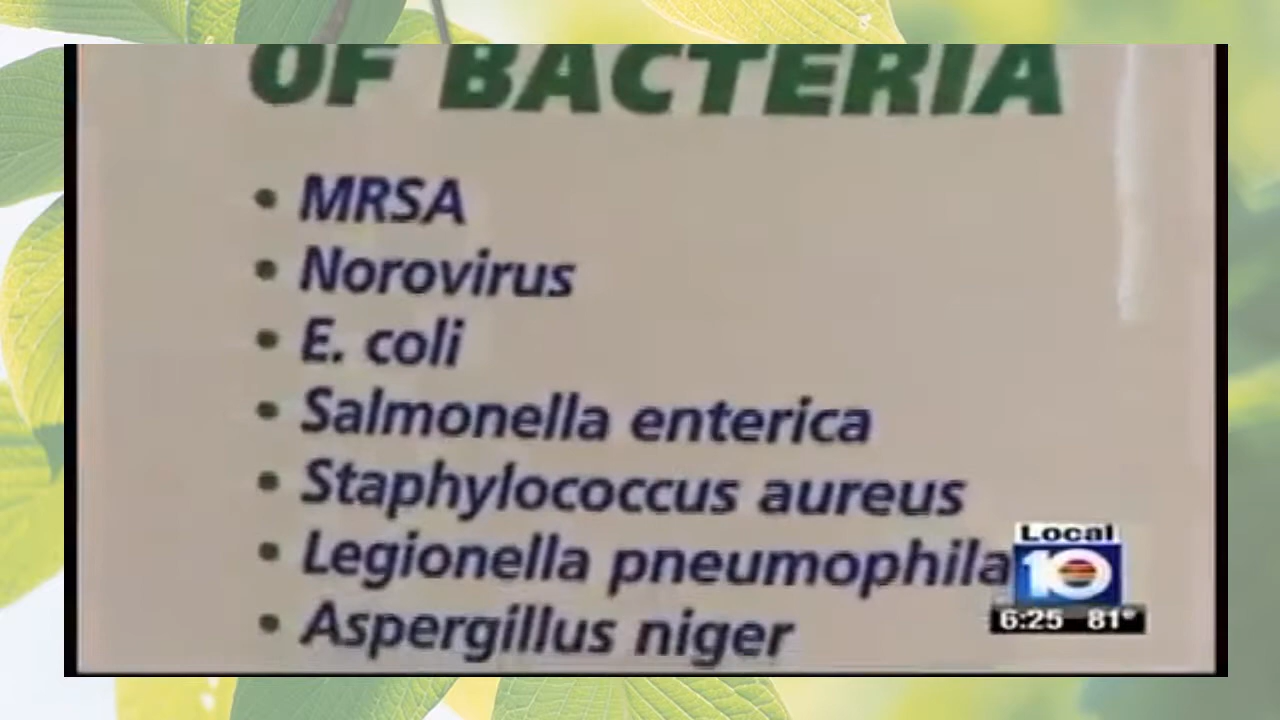 OF BACTERIA
• MRSA
• Norovirus
• E. coli
• Salmonella enterica
• Staphylococcus aureus
• Legionella pneumophila
• Aspergillus niger
Local
10
6:25 81°